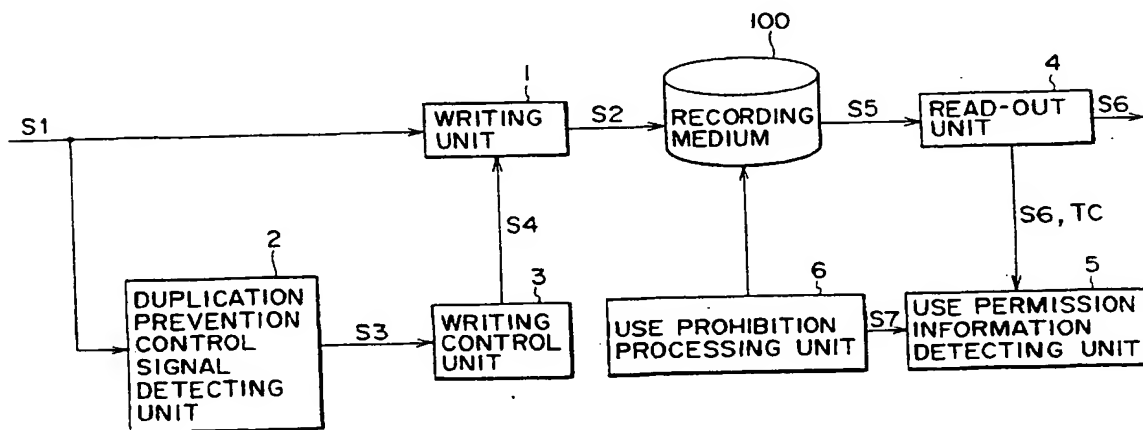 100
1
4
S1
WRITING
UNIT
S2
RECORDING
MEDIUM
S5
READ-OUT
UNIT
S6
S4
S6, TC
2
3
6
5
DUPLICATION
PREVENTION
CONTROL
SIGNAL
DETECTING
UNIT
S3
WRITING
CONTROL
UNIT
USE PROHIBITION
PROCESSING UNIT
S7
USE PERMISSION
INFORMATION
DETECTING UNIT